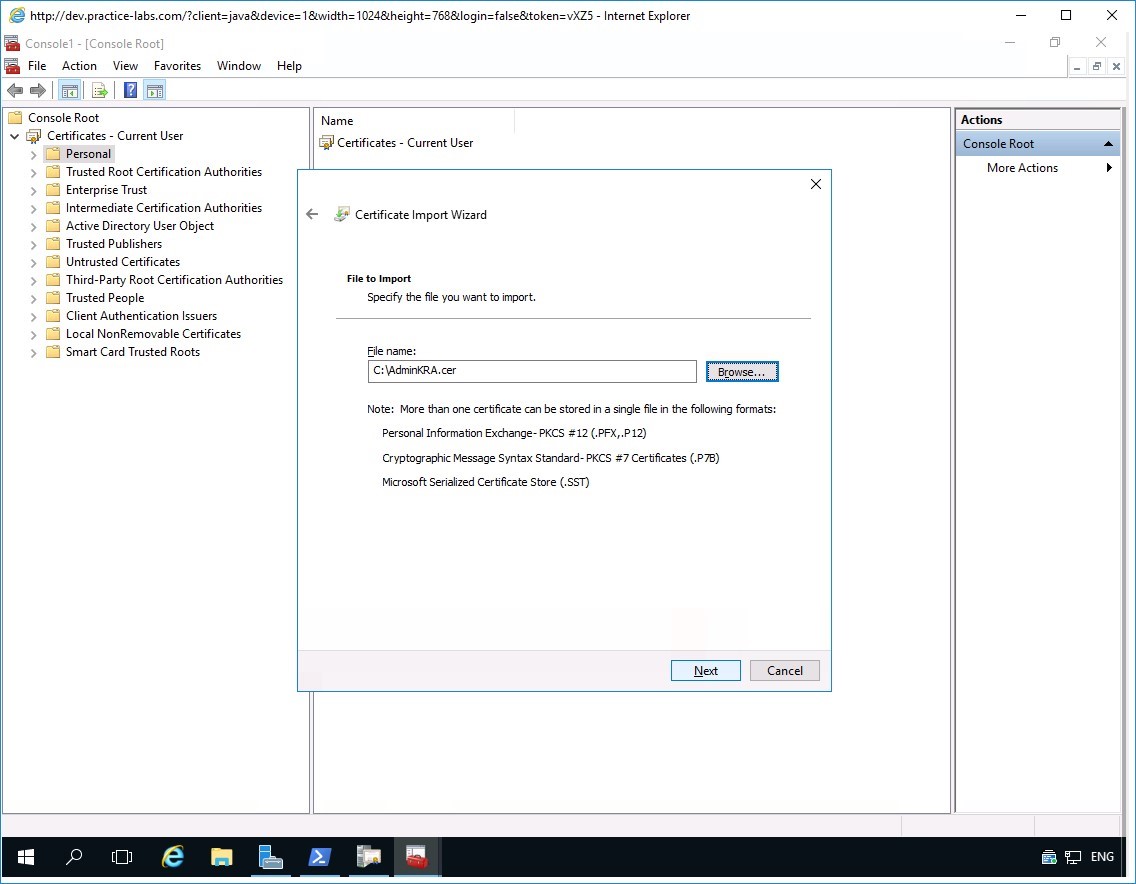 http://dev.practice-labs.com/?client=java&device=1&width=1024&height=768&login=false&token=vXZ5 - Internet Explorer
Console1 - [Console Root]
File Action View Favorites Window Help
Console Root
Certificates - Current User
Personal
Trusted Root Certification Authorities
Enterprise Trust
Intermediate Certification Authorities
Active Directory User Object
Trusted Publishers
Untrusted Certificates
Third-Party Root Certification Authorities
Trusted People
Client Authentication Issuers
Local NonRemovable Certificates
Smart Card Trusted Roots
Name
Certificates - Current User
Actions
Console Root
More Actions
Certificate Import Wizard
File to Import
Specify the file you want to import.
File name:
C:\AdminKRA.cer
Browse...
Note: More than one certificate can be stored in a single file in the following formats:
Personal Information Exchange- PKCS #12 (.PFX,.P12)
Cryptographic Message Syntax Standard- PKCS #7 Certificates (.P7B)
Microsoft Serialized Certificate Store (.SST)
Next Cancel
ENG